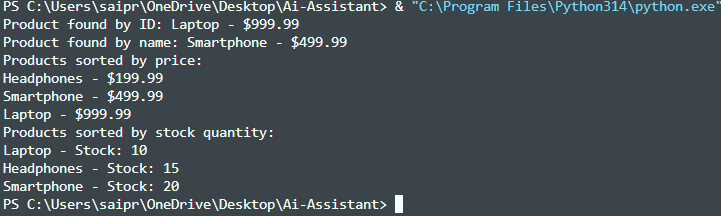 PS C:\Users\saipr\OneDrive\Desktop\Ai-Assistant> & "C:\Program Files\Python314\python.exe"
Product found by ID: Laptop - $999.99
Product found by name: Smartphone - $499.99
Products sorted by price:
Headphones - $199.99
Smartphone - $499.99
Laptop - $999.99
Products sorted by stock quantity:
Laptop - Stock: 10
Headphones - Stock: 15
Smartphone - Stock: 20
PS C:\Users\saipr\OneDrive\Desktop\Ai-Assistant>